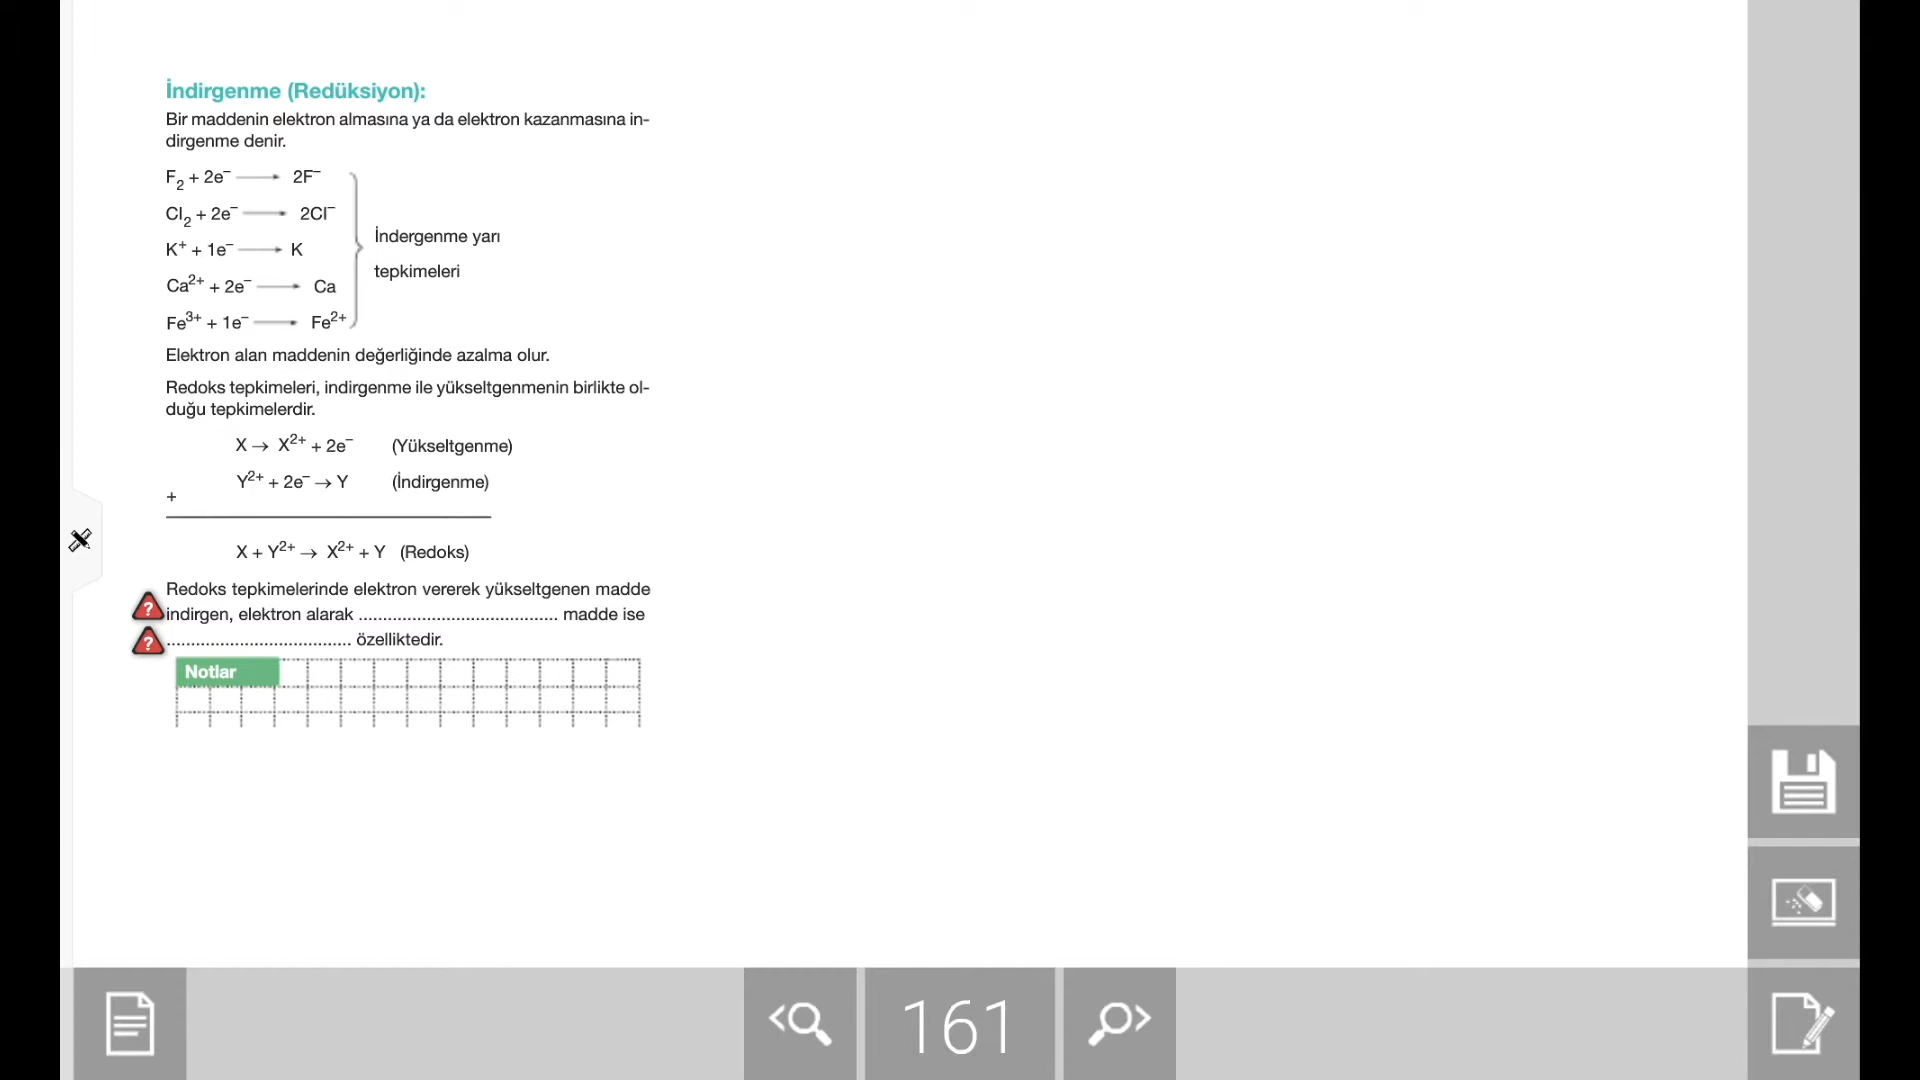 İndirgenme (Redüksiyon):
Bir maddenin elektron almasına ya da elektron kazanmasına in-
dirgenme denir.
F₂ + 2e⁻ ⟶ 2F⁻
Cl₂ + 2e⁻ ⟶ 2Cl⁻
K⁺ + 1e⁻ ⟶ K
Ca²⁺ + 2e⁻ ⟶ Ca
Fe³⁺ + 1e⁻ ⟶ Fe²⁺
İndergenme yarı
tepkimeleri
Elektron alan maddenin değerliğinde azalma olur.
Redoks tepkimeleri, indirgenme ile yükseltgenmenin birlikte ol-
duğu tepkimelerdir.
X → X²⁺ + 2e⁻ (Yükseltgenme)
Y²⁺ + 2e⁻ → Y (İndirgenme)
+
X + Y²⁺ → X²⁺ + Y (Redoks)
Redoks tepkimelerinde elektron vererek yükseltgenen madde
? indirgen, elektron alarak ......................................... madde ise
? ...................................... özelliktedir.
Notlar
161